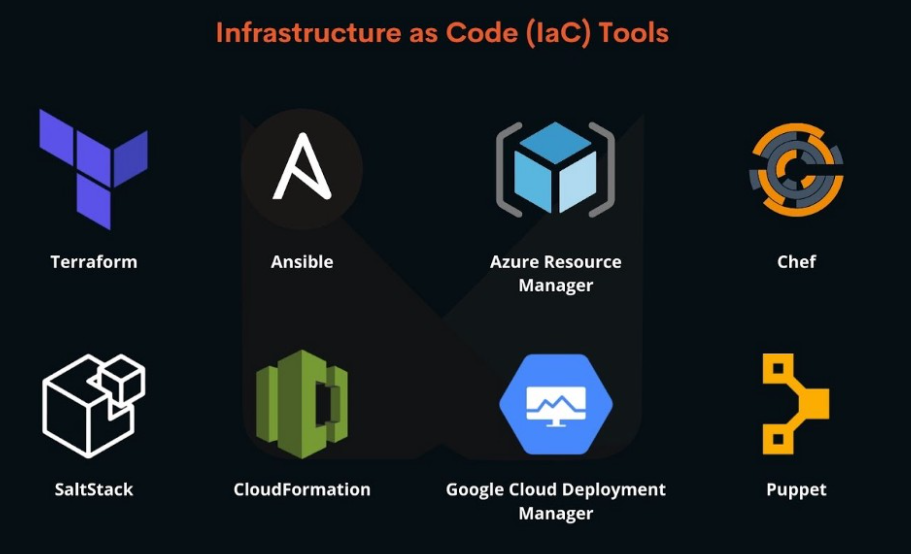 Infrastructure as Code (IaC) Tools
Terraform
Ansible
Azure Resource
Manager
Chef
SaltStack
CloudFormation
Google Cloud Deployment
Manager
Puppet